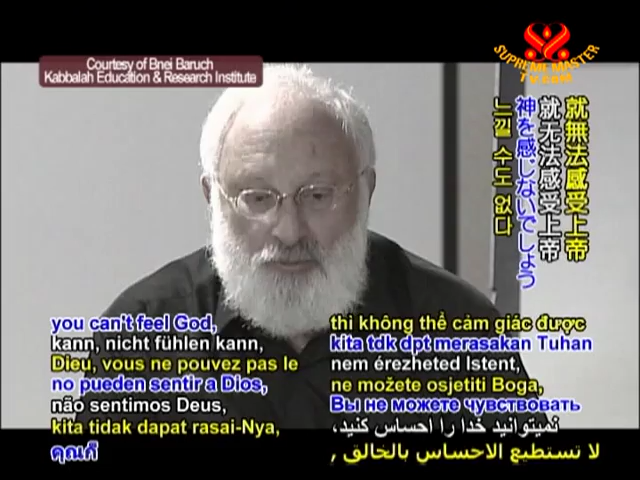 Courtesy of Bnei Baruch
Kabbalah Education & Research Institute
SUPREME MASTER
TV.COM
就無法感受上帝
就无法感受上帝
神を感じないでしょう
느낄 수도 없다
you can't feel God,
kann, nicht fühlen kann,
Dieu, vous ne pouvez pas le
no pueden sentir a Dios,
não sentimos Deus,
kita tidak dapat rasai-Nya,
คุณก็
thì không thể cảm giác được
kita tdk dpt merasakan Tuhan
nem érezheted Istent,
ne možete osjetiti Boga,
Вы не можете чувствовать
نمیتوانید خدا را احساس کنید،
لا تستطيع الاحساس بالخالق ,